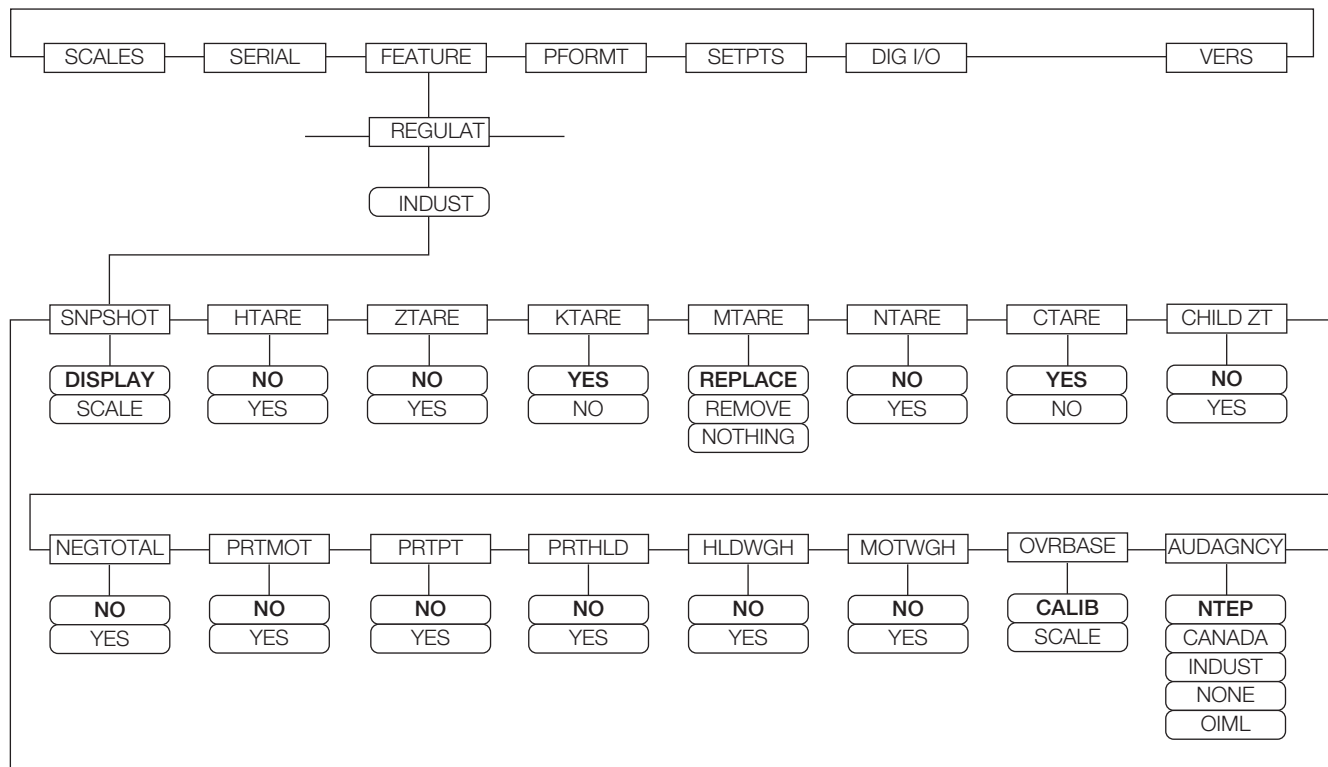 SCALES SERIAL FEATURE PFORMT SETPTS DIG I/O VERS
REGULAT
INDUST
SNPSHOT HTARE ZTARE KTARE MTARE NTARE CTARE CHILD ZT
DISPLAY NO NO YES REPLACE NO YES NO
SCALE YES YES NO REMOVE YES NO YES
NOTHING
NEGTOTAL PRTMOT PRTPT PRTHLD HLDWGH MOTWGH OVRBASE AUDAGNCY
NO NO NO NO NO NO CALIB NTEP
YES YES YES YES YES YES SCALE CANADA
INDUST
NONE
OIML